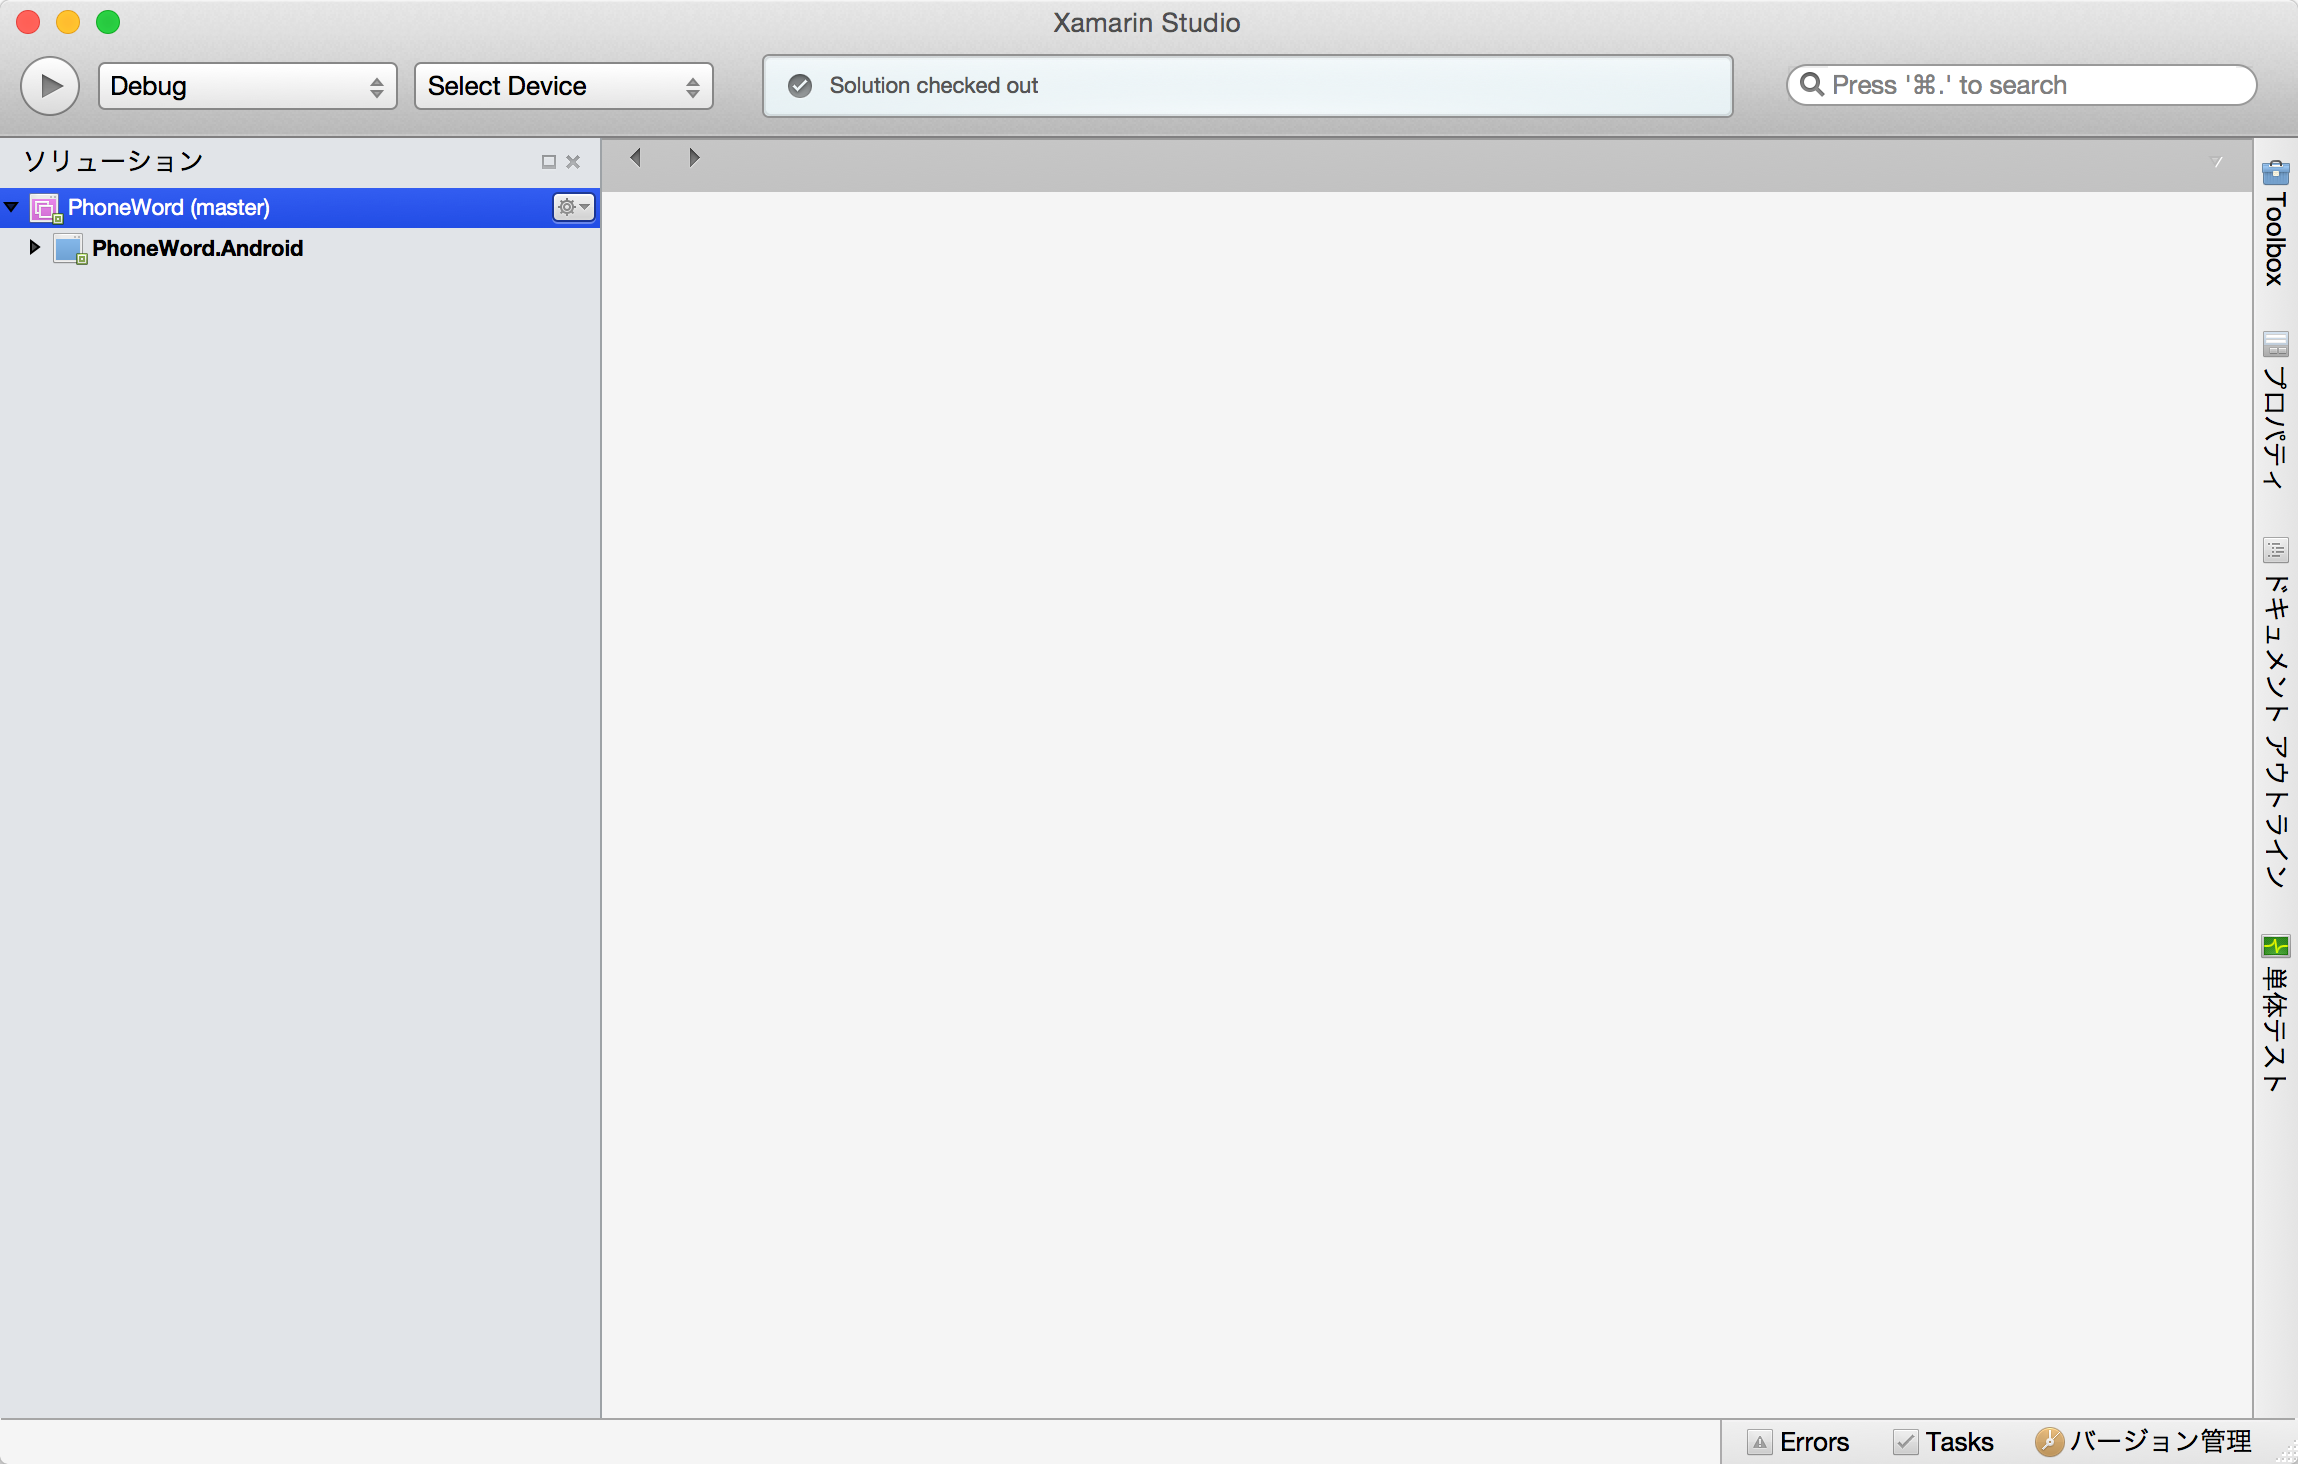 Xamarin Studio
Debug
Select Device
Solution checked out
Press '⌘.' to search
ソリューション
PhoneWord (master)
PhoneWord.Android
Toolbox
プロパティ
ドキュメント アウトライン
単体テスト
Errors
Tasks
バージョン管理